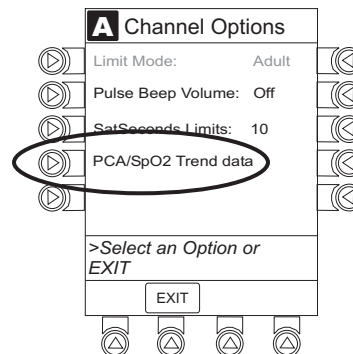 A Channel Options
Limit Mode: Adult
Pulse Beep Volume: Off
SatSeconds Limits: 10
PCA/SpO2 Trend data
>Select an Option or
EXIT
EXIT